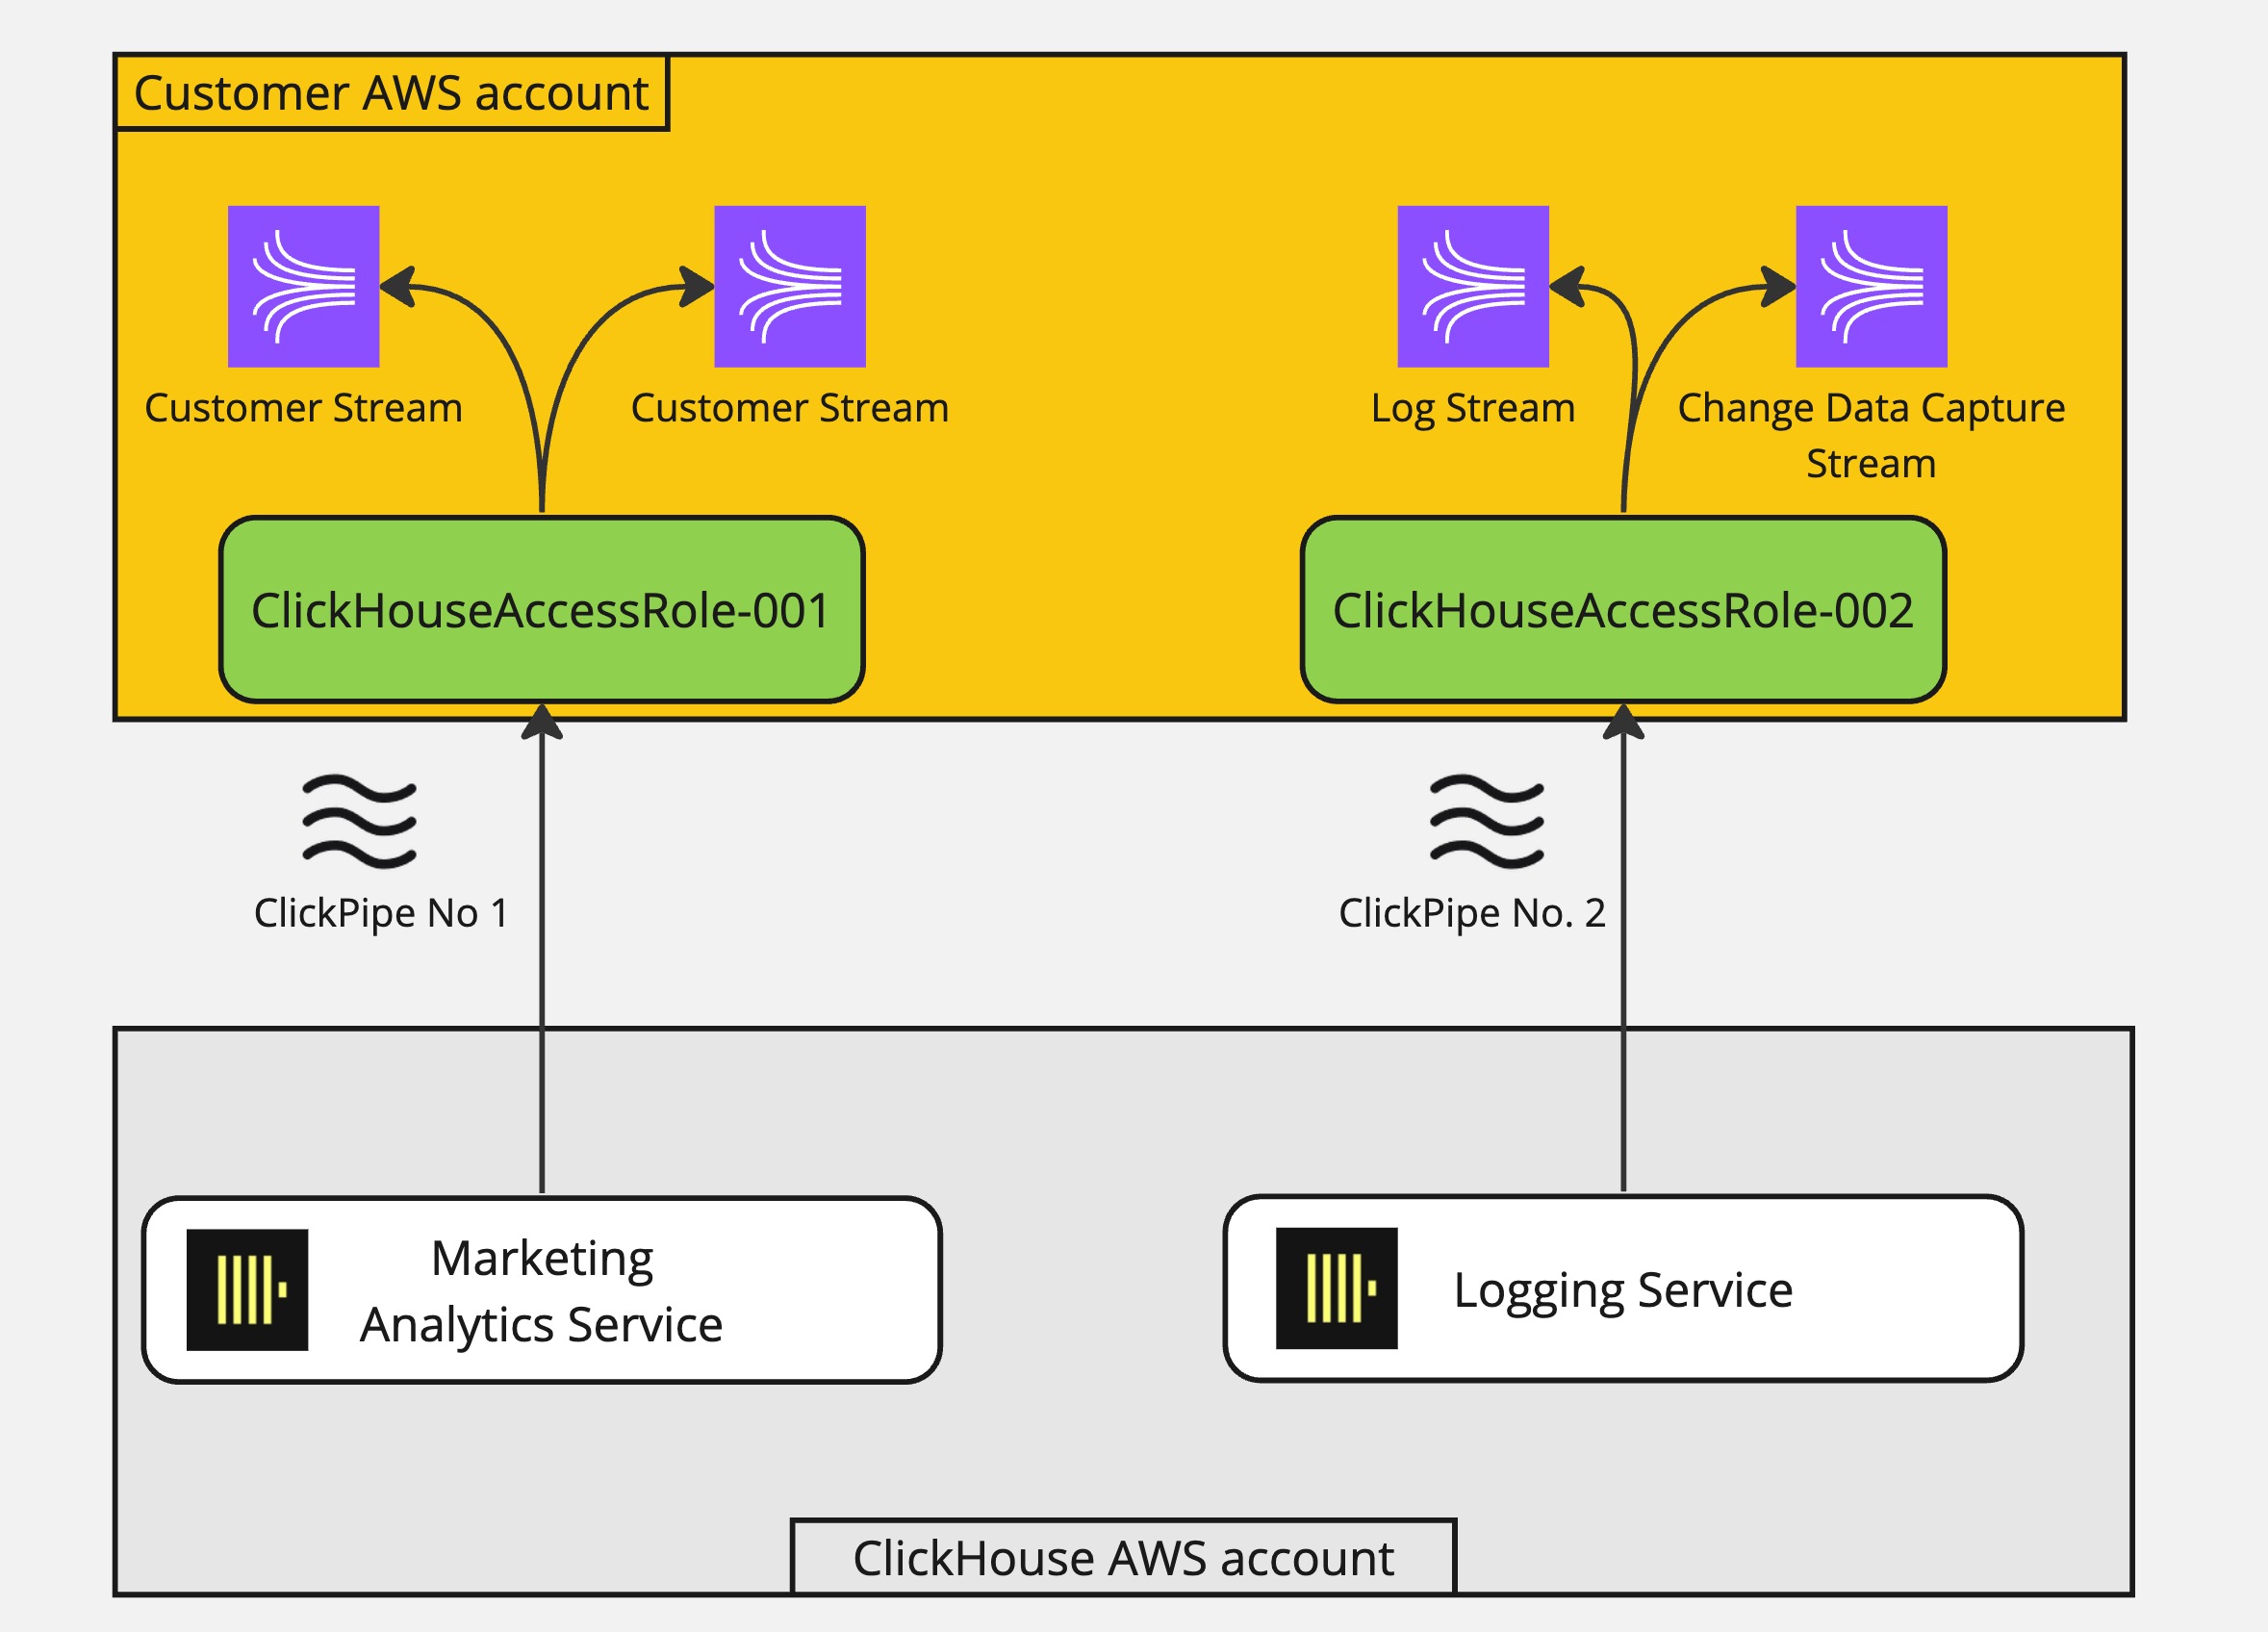 Customer AWS account
Customer Stream
Customer Stream
Log Stream
Change Data Capture
Stream
ClickHouseAccessRole-001
ClickHouseAccessRole-002
ClickPipe No 1
ClickPipe No. 2
Marketing
Analytics Service
Logging Service
ClickHouse AWS account